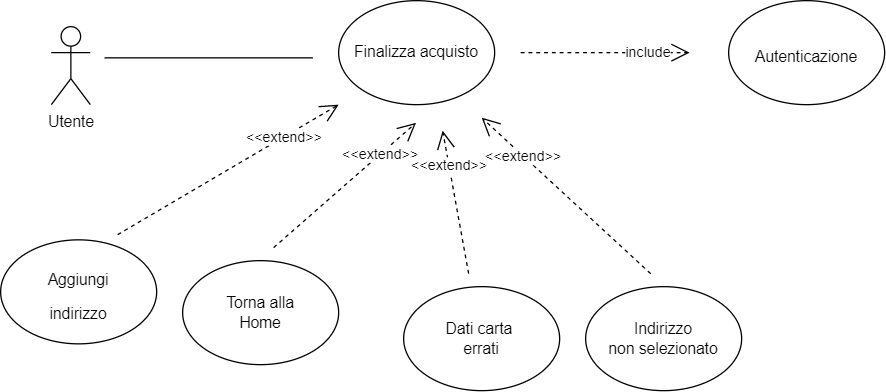 Finalizza acquisto
include
Autenticazione
Utente
<<extend>>
<<extend>>
<<extend>>
<<extend>>
Aggiungi
indirizzo
Torna alla
Home
Dati carta
errati
Indirizzo
non selezionato